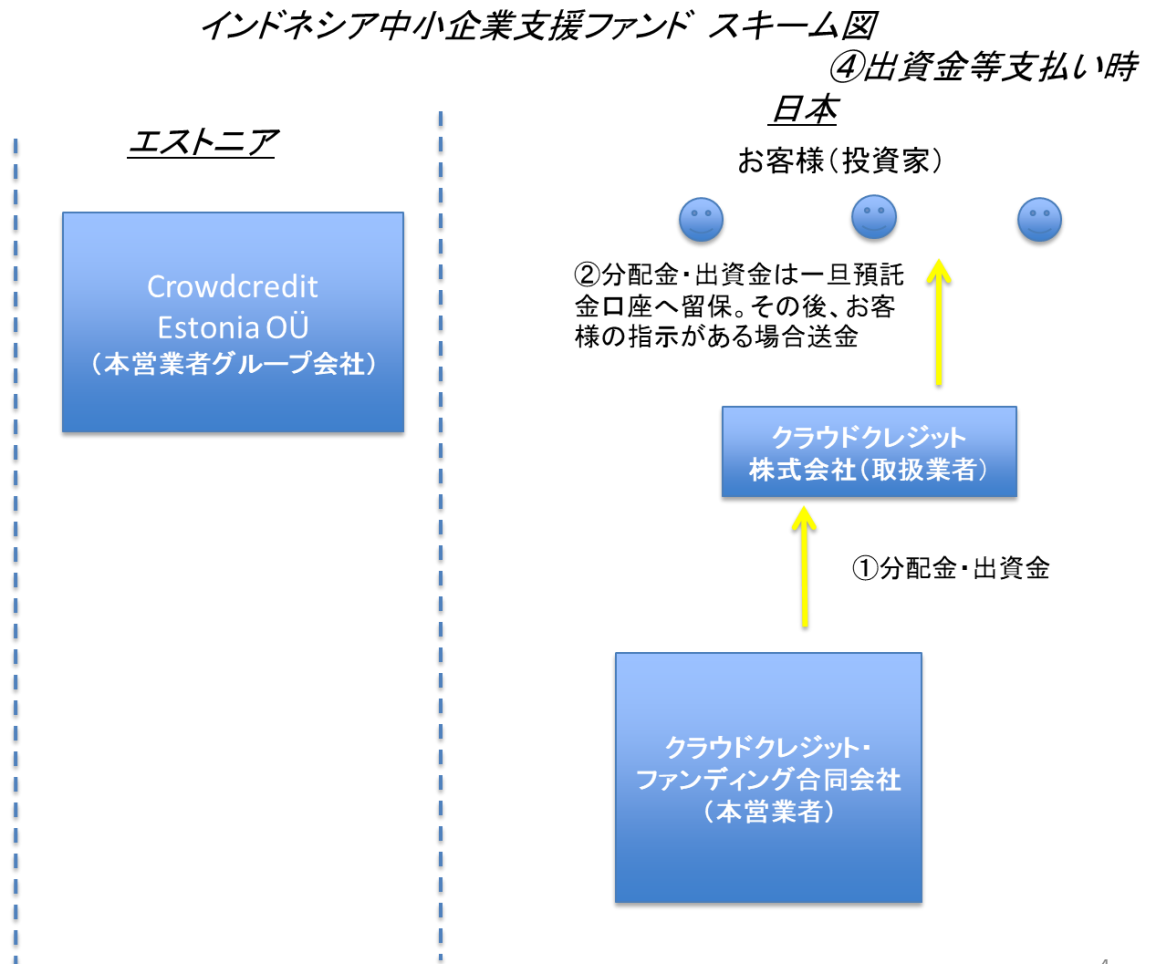 インドネシア中小企業支援ファンド スキーム図
④出資金等支払い時
日本
エストニア
お客様（投資家）
②分配金・出資金は一旦預託
金口座へ留保。その後、お客
様の指示がある場合送金
Crowdcredit
Estonia OÜ
（本営業者グループ会社）
クラウドクレジット
株式会社（取扱業者）
①分配金・出資金
クラウドクレジット・
ファンディング合同会社
（本営業者）